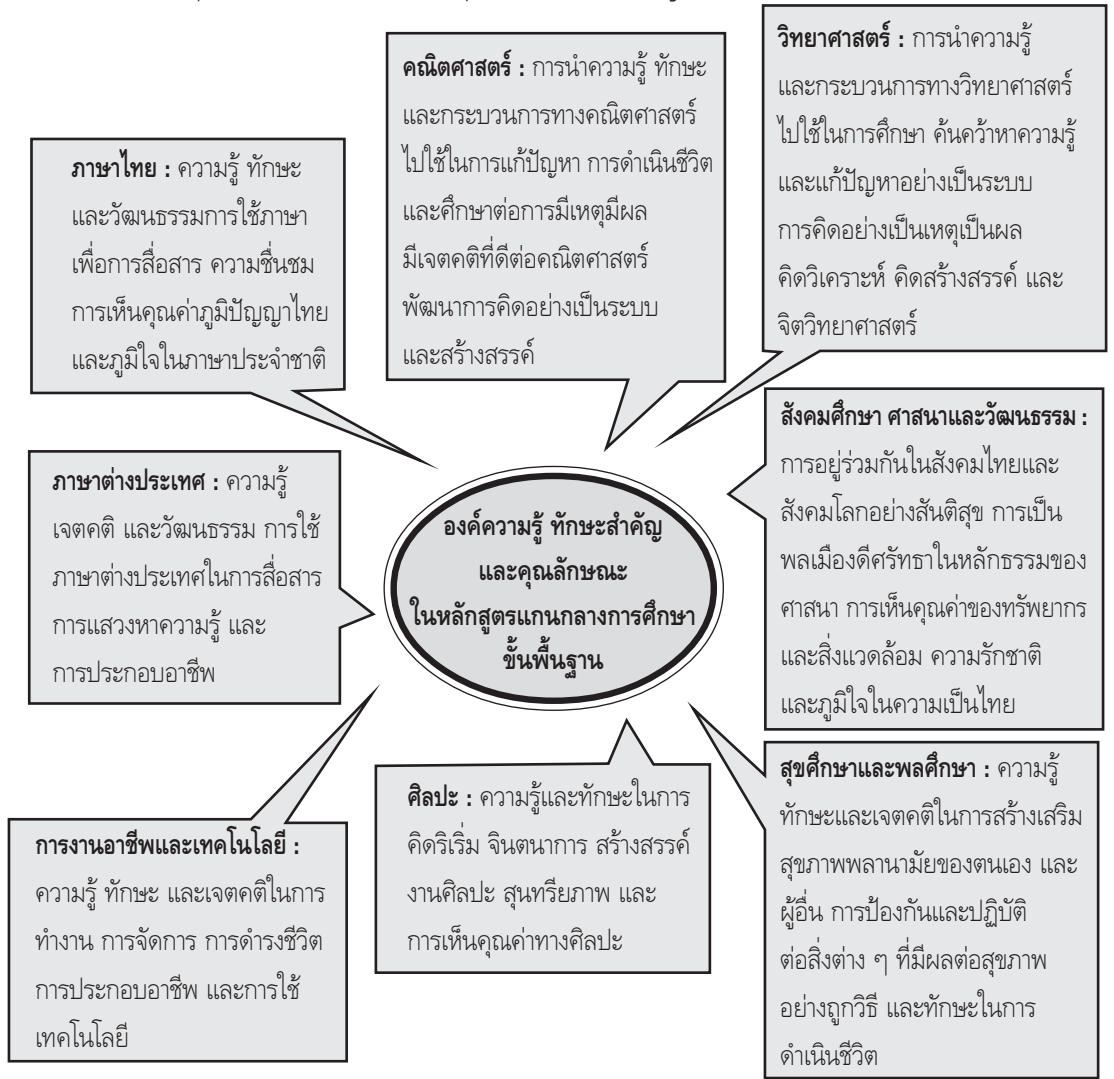 คณิตศาสตร์ : การนำความรู้ ทักษะ
และกระบวนการทางคณิตศาสตร์
ไปใช้ในการแก้ปัญหา การดำเนินชีวิต
และศึกษาต่อการมีเหตุมีผล
มีเจตคติที่ดีต่อคณิตศาสตร์
พัฒนาการคิดอย่างเป็นระบบ
และสร้างสรรค์
วิทยาศาสตร์ : การนำความรู้
และกระบวนการทางวิทยาศาสตร์
ไปใช้ในการศึกษา ค้นคว้าหาความรู้
และแก้ปัญหาอย่างเป็นระบบ
การคิดอย่างเป็นเหตุเป็นผล
คิดวิเคราะห์ คิดสร้างสรรค์ และ
จิตวิทยาศาสตร์
ภาษาไทย : ความรู้ ทักษะ
และวัฒนธรรมการใช้ภาษา
เพื่อการสื่อสาร ความชื่นชม
การเห็นคุณค่าภูมิปัญญาไทย
และภูมิใจในภาษาประจำชาติ
สังคมศึกษา ศาสนาและวัฒนธรรม :
การอยู่ร่วมกันในสังคมไทยและ
สังคมโลกอย่างสันติสุข การเป็น
พลเมืองดีศรัทธาในหลักธรรมของ
ศาสนา การเห็นคุณค่าของทรัพยากร
และสิ่งแวดล้อม ความรักชาติ
และภูมิใจในความเป็นไทย
ภาษาต่างประเทศ : ความรู้
เจตคติ และวัฒนธรรม การใช้
ภาษาต่างประเทศในการสื่อสาร
การแสวงหาความรู้ และ
การประกอบอาชีพ
องค์ความรู้ ทักษะสำคัญ
และคุณลักษณะ
ในหลักสูตรแกนกลางการศึกษา
ขั้นพื้นฐาน
การงานอาชีพและเทคโนโลยี :
ความรู้ ทักษะ และเจตคติในการ
ทำงาน การจัดการ การดำรงชีวิต
การประกอบอาชีพ และการใช้
เทคโนโลยี
ศิลปะ : ความรู้และทักษะในการ
คิดริเริ่ม จินตนาการ สร้างสรรค์
งานศิลปะ สุนทรียภาพ และ
การเห็นคุณค่าทางศิลปะ
สุขศึกษาและพลศึกษา : ความรู้
ทักษะและเจตคติในการสร้างเสริม
สุขภาพพลานามัยของตนเอง และ
ผู้อื่น การป้องกันและปฏิบัติ
ต่อสิ่งต่าง ๆ ที่มีผลต่อสุขภาพ
อย่างถูกวิธี และทักษะในการ
ดำเนินชีวิต